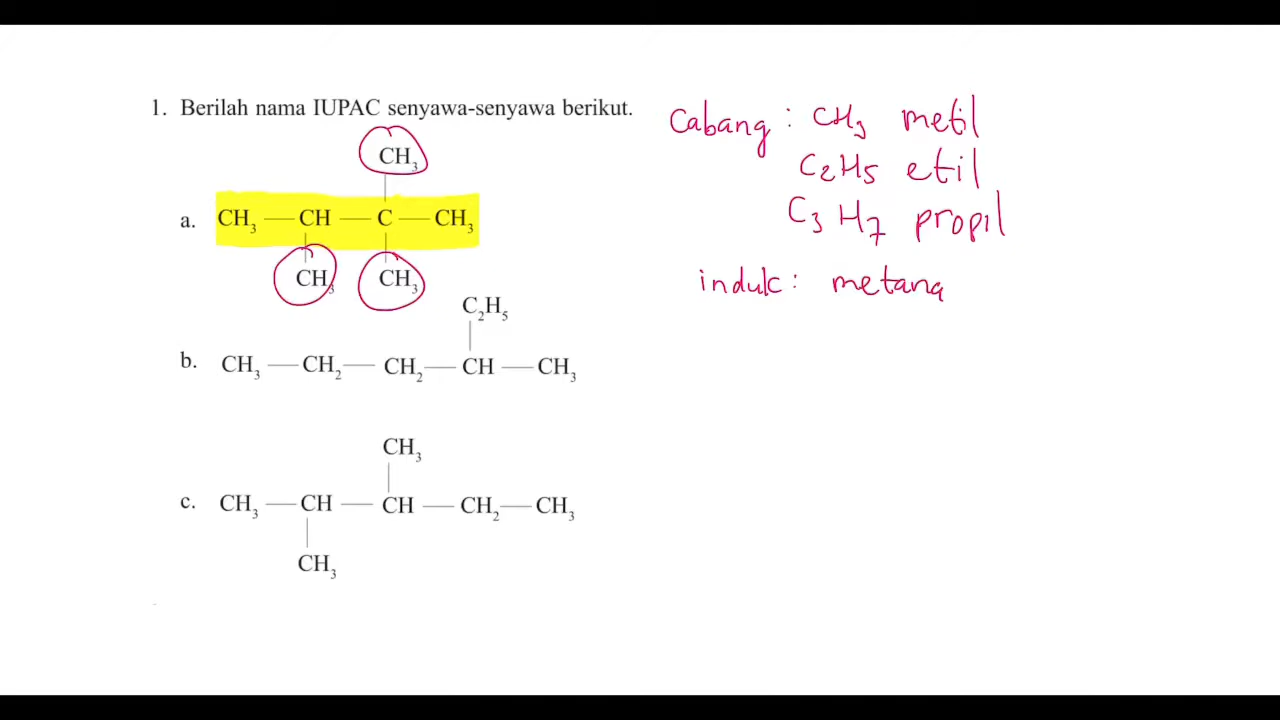 1. Berilah nama IUPAC senyawa-senyawa berikut.
CH₃
a. CH₃ — CH — C — CH₃
CH₃ CH₃
C₂H₅
b. CH₃ — CH₂ — CH₂ — CH — CH₃
CH₃
c. CH₃ — CH — CH — CH₂ — CH₃
CH₃
Cabang : CH₃ metil
C₂H₅ etil
C₃H₇ propil
induk : metana